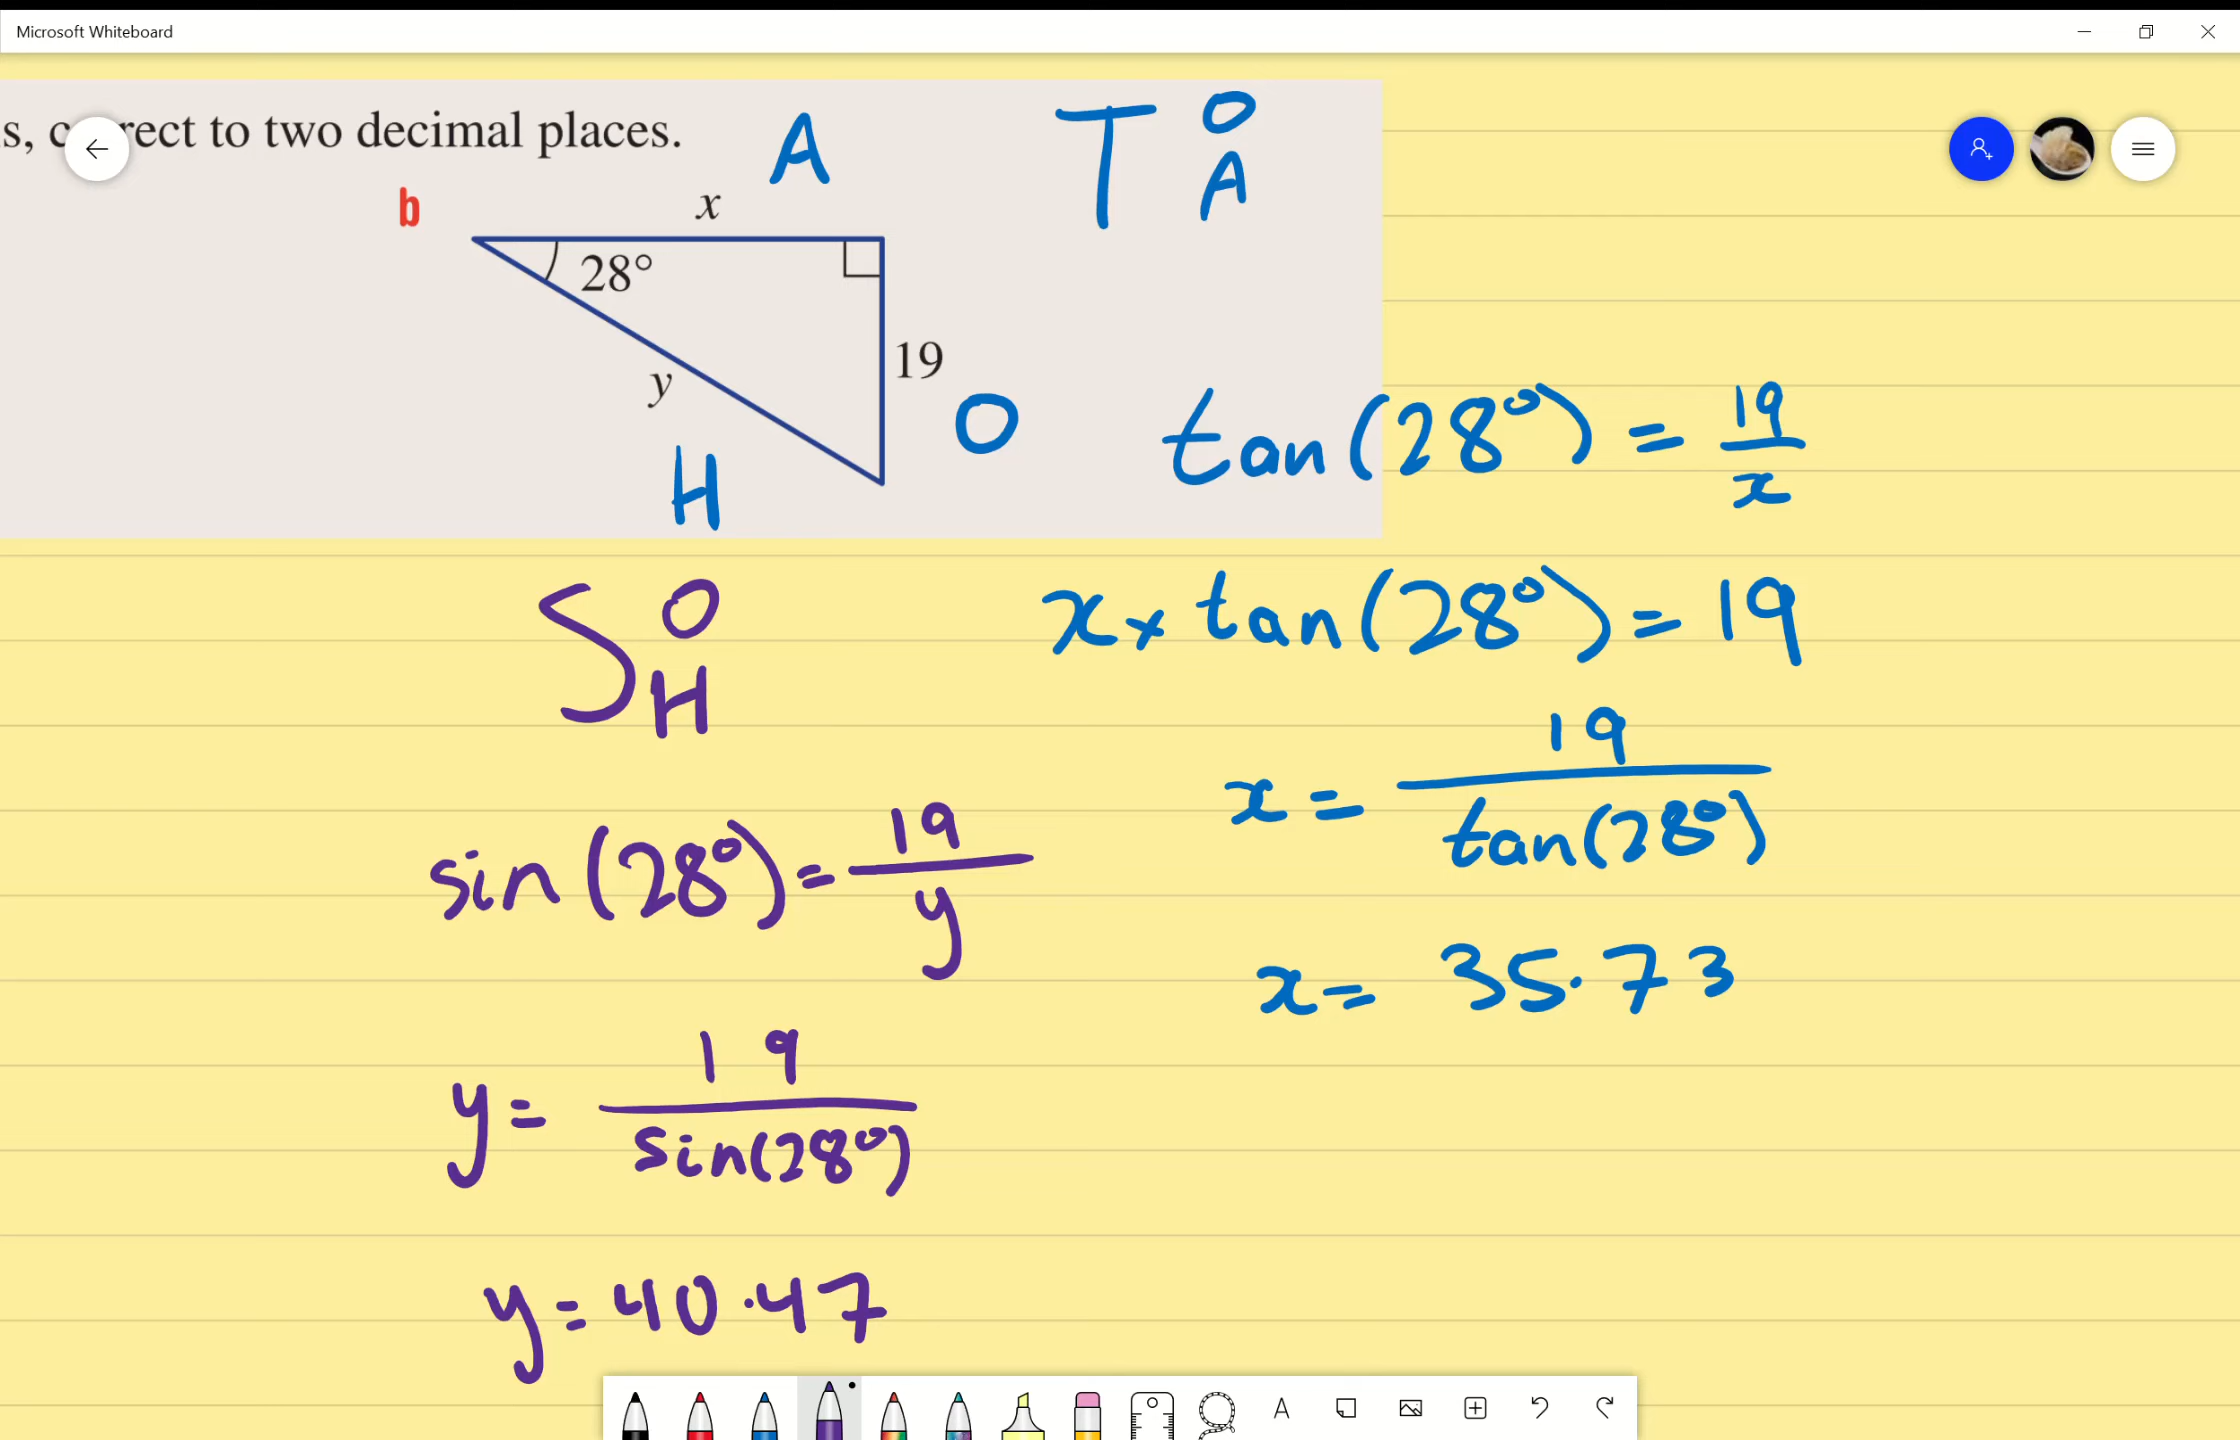 Microsoft Whiteboard
s, c rect to two decimal places.
A
T O
A
b
x
28°
19
y
O
H
tan(28°) = 19
x
x × tan(28°) = 19
x = 19
tan(28°)
x = 35.73
S O
H
sin(28°) = 19
y
y = 19
sin(28°)
y = 40.47
A